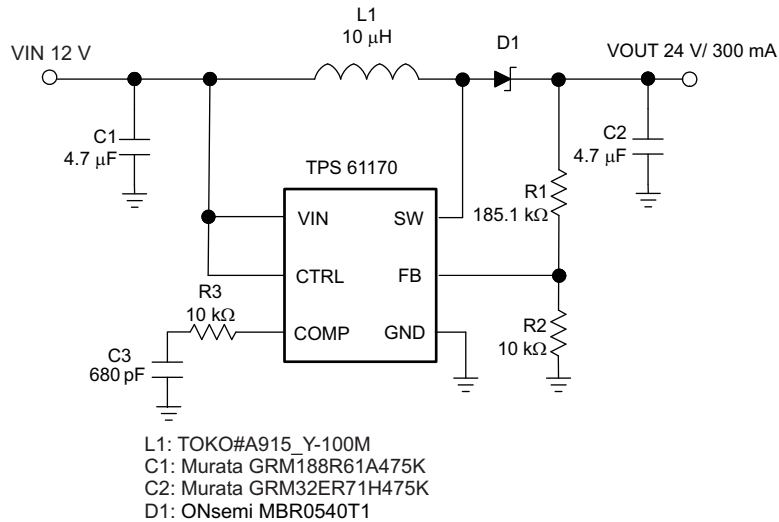 L1
10 μH
D1
VIN 12 V
VOUT 24 V/ 300 mA
C1
4.7 μF
C2
4.7 μF
TPS 61170
R1
185.1 kΩ
VIN
SW
CTRL
FB
R3
10 kΩ
COMP
GND
R2
10 kΩ
C3
680 pF
L1: TOKO#A915_Y-100M
C1: Murata GRM188R61A475K
C2: Murata GRM32ER71H475K
D1: ONsemi MBR0540T1